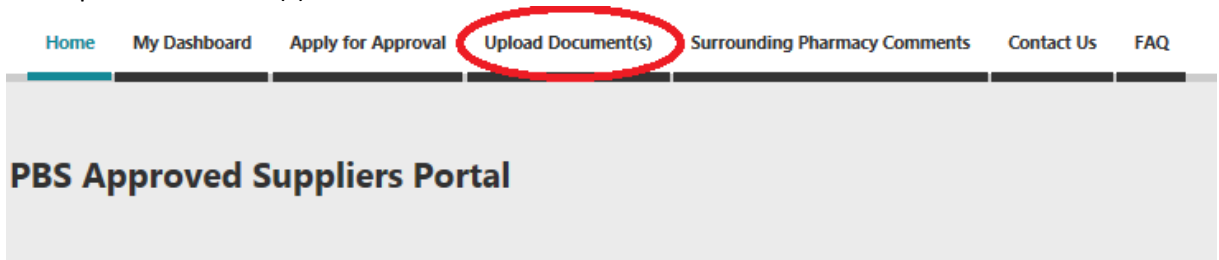 Home My Dashboard Apply for Approval Upload Document(s) Surrounding Pharmacy Comments Contact Us FAQ
PBS Approved Suppliers Portal